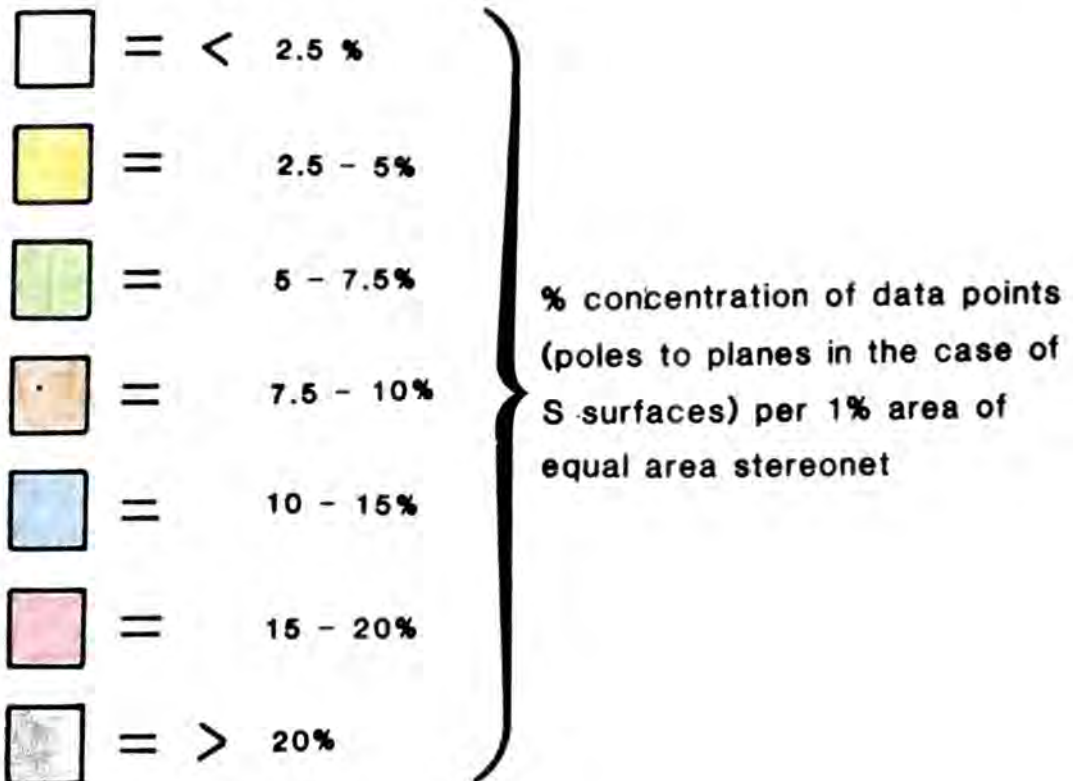 = < 2.5 %
= 2.5 - 5%
= 5 - 7.5%
= 7.5 - 10%
= 10 - 15%
= 15 - 20%
= > 20%
% concentration of data points
(poles to planes in the case of
S surfaces) per 1% area of
equal area stereonet